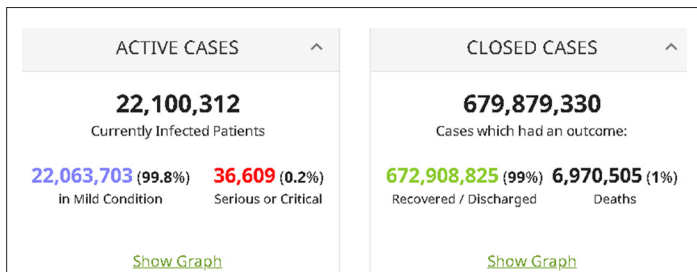 ACTIVE CASES
22,100,312
Currently Infected Patients
22,063,703 (99.8%) 36,609 (0.2%)
in Mild Condition Serious or Critical
Show Graph
CLOSED CASES
679,879,330
Cases which had an outcome:
672,908,825 (99%) 6,970,505 (1%)
Recovered / Discharged Deaths
Show Graph